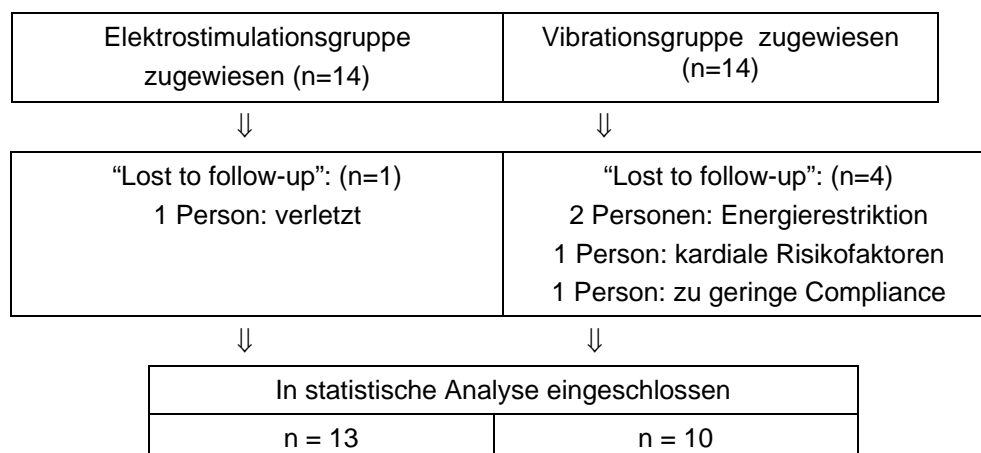 Elektrostimulationsgruppe
zugewiesen (n=14)
Vibrationsgruppe zugewiesen
(n=14)
⇓ ⇓
“Lost to follow-up”: (n=1)
1 Person: verletzt
“Lost to follow-up”: (n=4)
2 Personen: Energierestriktion
1 Person: kardiale Risikofaktoren
1 Person: zu geringe Compliance
⇓ ⇓
In statistische Analyse eingeschlossen
n = 13
n = 10